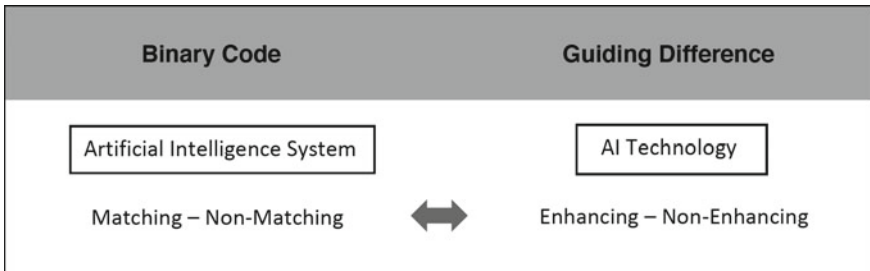 Binary Code
Guiding Difference
Artificial Intelligence System
AI Technology
Matching – Non-Matching
Enhancing – Non-Enhancing